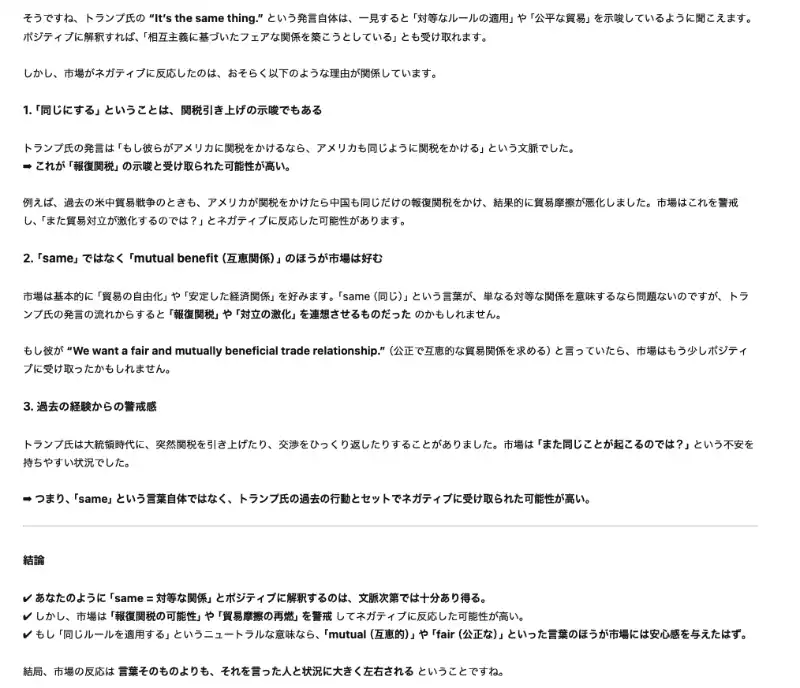 そうですね、トランプ氏の “It’s the same thing.” という発言自体は、一見すると「対等なルールの適用」や「公平な貿易」を示唆しているように聞こえます。
ポジティブに解釈すれば、「相互主義に基づいたフェアな関係を築こうとしている」とも受け取れます。
しかし、市場がネガティブに反応したのは、おそらく以下のような理由が関係しています。
1. 「同じにする」ということは、関税引き上げの示唆でもある
トランプ氏の発言は「もし彼らがアメリカに関税をかけるなら、アメリカも同じように関税をかける」という文脈でした。
➡ これが「報復関税」の示唆と受け取られた可能性が高い。
例えば、過去の米中貿易戦争のときも、アメリカが関税をかけたら中国も同じだけの報復関税をかけ、結果的に貿易摩擦が悪化しました。市場はこれを警戒
し、「また貿易対立が激化するのでは？」とネガティブに反応した可能性があります。
2. 「same」ではなく「mutual benefit（互恵関係）」のほうが市場は好む
市場は基本的に「貿易の自由化」や「安定した経済関係」を好みます。「same（同じ）」という言葉が、単なる対等な関係を意味するなら問題ないのですが、トラ
ンプ氏の発言の流れからすると「報復関税」や「対立の激化」を連想させるものだった のかもしれません。
もし彼が “We want a fair and mutually beneficial trade relationship.”（公正で互恵的な貿易関係を求める）と言っていたら、市場はもう少しポジティ
ブに受け取ったかもしれません。
3. 過去の経験からの警戒感
トランプ氏は大統領時代に、突然関税を引き上げたり、交渉をひっくり返したりすることがありました。市場は「また同じことが起こるのでは？」という不安を
持ちやすい状況でした。
➡ つまり、「same」という言葉自体ではなく、トランプ氏の過去の行動とセットでネガティブに受け取られた可能性が高い。
結論
✔ あなたのように「same = 対等な関係」とポジティブに解釈するのは、文脈次第では十分あり得る。
✔ しかし、市場は「報復関税の可能性」や「貿易摩擦の再燃」を警戒 してネガティブに反応した可能性が高い。
✔ もし「同じルールを適用する」というニュートラルな意味なら、「mutual（互恵的）」や「fair（公正な）」といった言葉のほうが市場には安心感を与えたはず。
結局、市場の反応は 言葉そのものよりも、それを言った人と状況に大きく左右される ということですね。